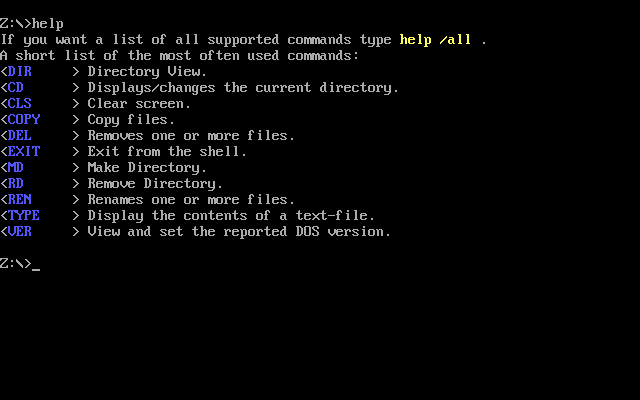 Z:\>help
If you want a list of all supported commands type help /all .
A short list of the most often used commands:
<DIR     > Directory View.
<CD      > Displays/changes the current directory.
<CLS     > Clear screen.
<COPY    > Copy files.
<DEL     > Removes one or more files.
<EXIT    > Exit from the shell.
<MD      > Make Directory.
<RD      > Remove Directory.
<REN     > Renames one or more files.
<TYPE    > Display the contents of a text-file.
<VER     > View and set the reported DOS version.
Z:\>_